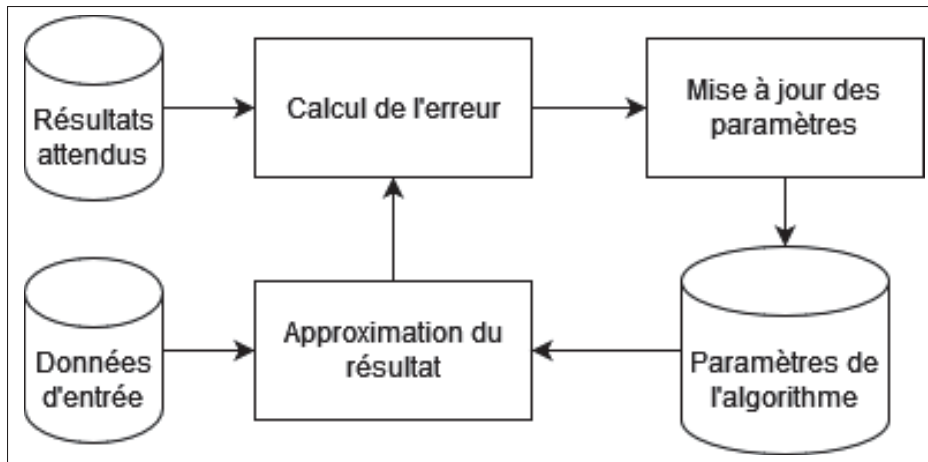 Résultats
attendus
Calcul de l'erreur
Mise à jour des
paramètres
Données
d'entrée
Approximation du
résultat
Paramètres de
l'algorithme